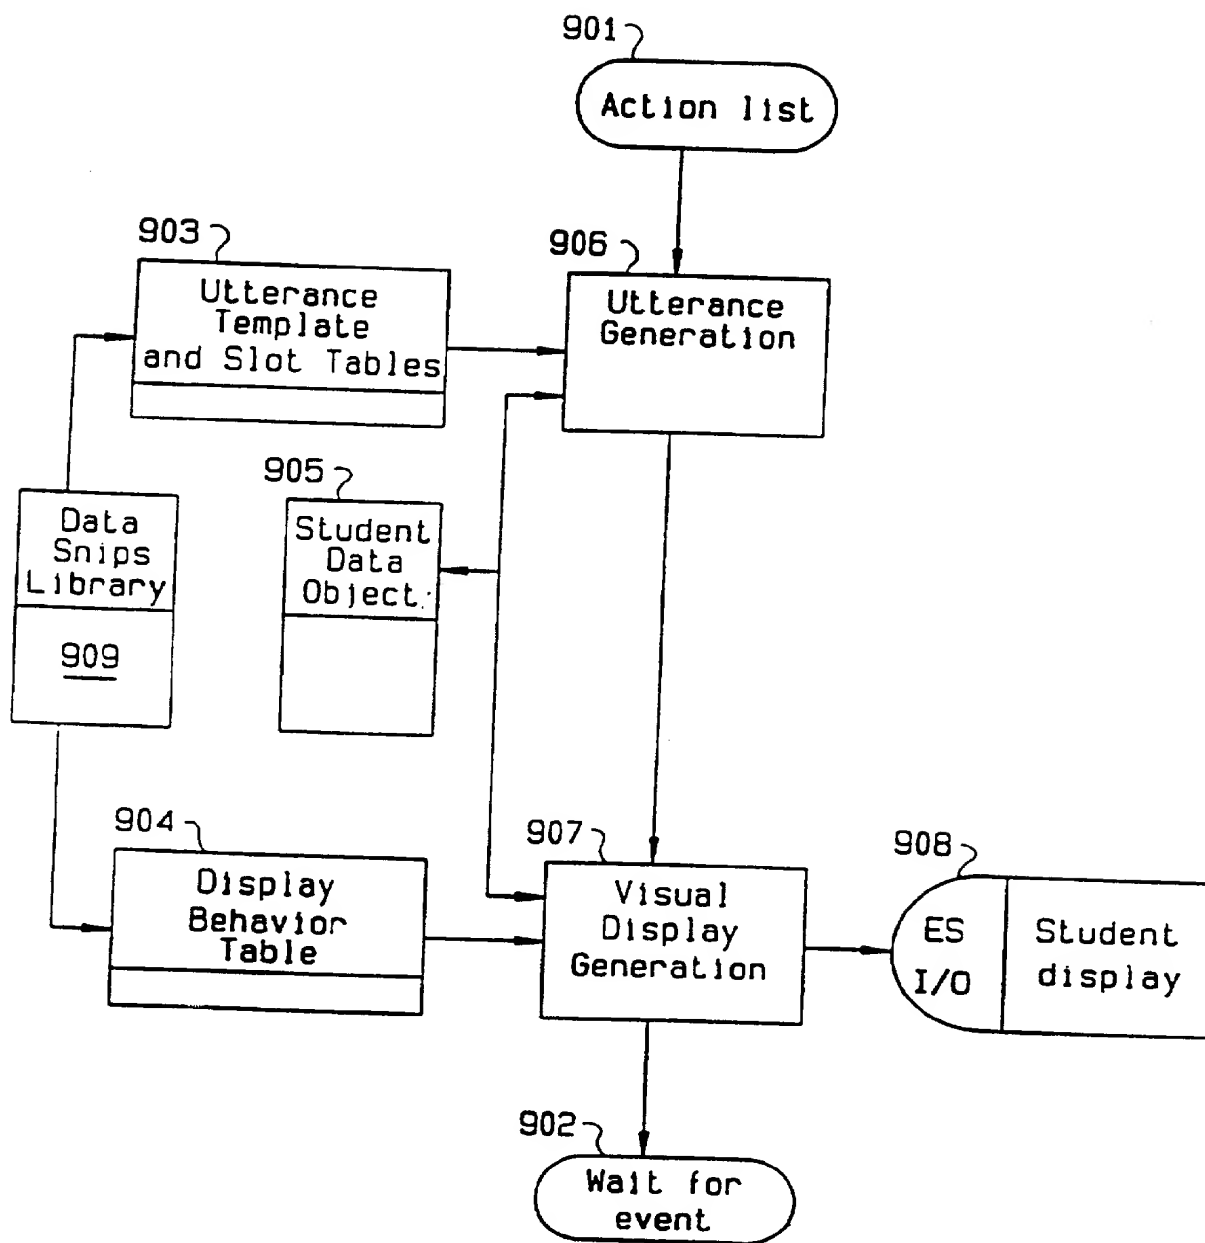 901
Action list
903
Utterance
Template
and Slot Tables
906
Utterance
Generation
905
Student
Data
Object
Data
Snips
Library
909
904
Display
Behavior
Table
907
Visual
Display
Generation
908
ES
I/O
Student
display
902
Wait for
event